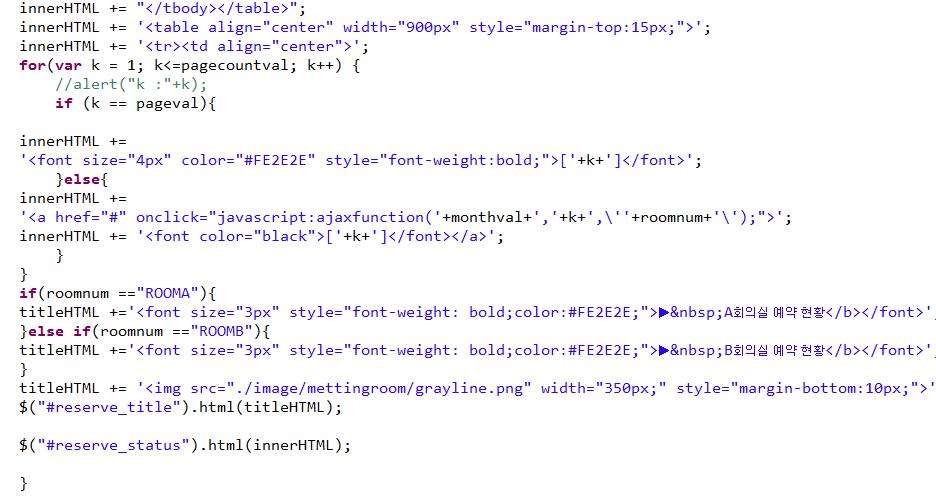 innerHTML += "</tbody></table>";
innerHTML += '<table align="center" width="900px" style="margin-top:15px;">';
innerHTML += '<tr><td align="center">';
for(var k = 1; k<=pagecountval; k++) {
//alert("k :"+k);
if (k == pageval){
innerHTML +=
'<font size="4px" color="#FE2E2E" style="font-weight:bold;">['+k+']</font>';
}else{
innerHTML +=
'<a href="#" onclick="javascript:ajaxfunction('+monthval+','+k+',\''+roomnum+'\');">';
innerHTML += '<font color="black">['+k+']</font></a>';
}
}
if(roomnum =="ROOMA"){
titleHTML +='<font size="3px" style="font-weight: bold;color:#FE2E2E;">▶&nbsp;A회의실 예약 현황</b></font>';
}else if(roomnum =="ROOMB"){
titleHTML +='<font size="3px" style="font-weight: bold;color:#FE2E2E;">▶&nbsp;B회의실 예약 현황</b></font>';
}
titleHTML += '<img src="./image/mettingroom/grayline.png" width="350px;" style="margin-bottom:10px;">'
$("#reserve_title").html(titleHTML);
$("#reserve_status").html(innerHTML);
}